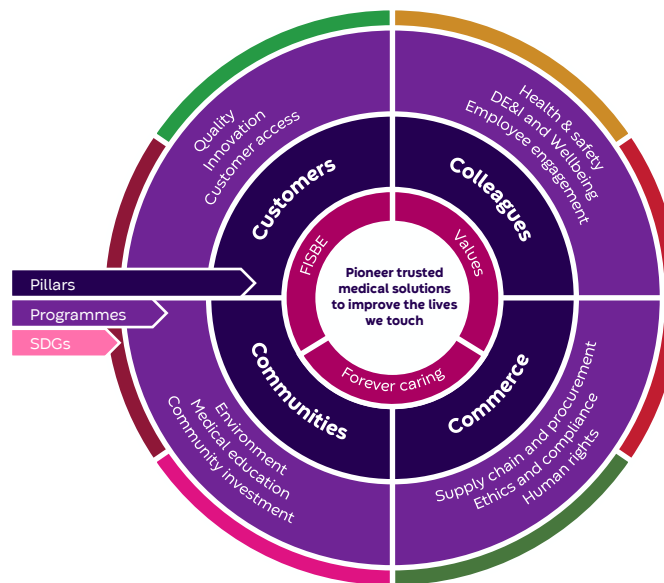 Quality
Innovation
Customer access
Health & safety
DE&I and Wellbeing
Employee engagement
Customers
Colleagues
FISBE
Values
Pioneer trusted
medical solutions
to improve the lives
we touch
Pillars
Programmes
SDGs
Forever caring
Communities
Commerce
Environment
Medical education
Community investment
Supply chain and procurement
Ethics and compliance
Human rights